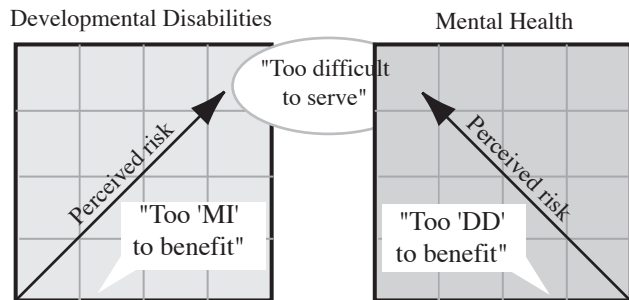 Developmental Disabilities
Mental Health
"Too difficult
to serve"
Perceived risk
Perceived risk
"Too 'MI'
to benefit"
"Too 'DD'
to benefit"